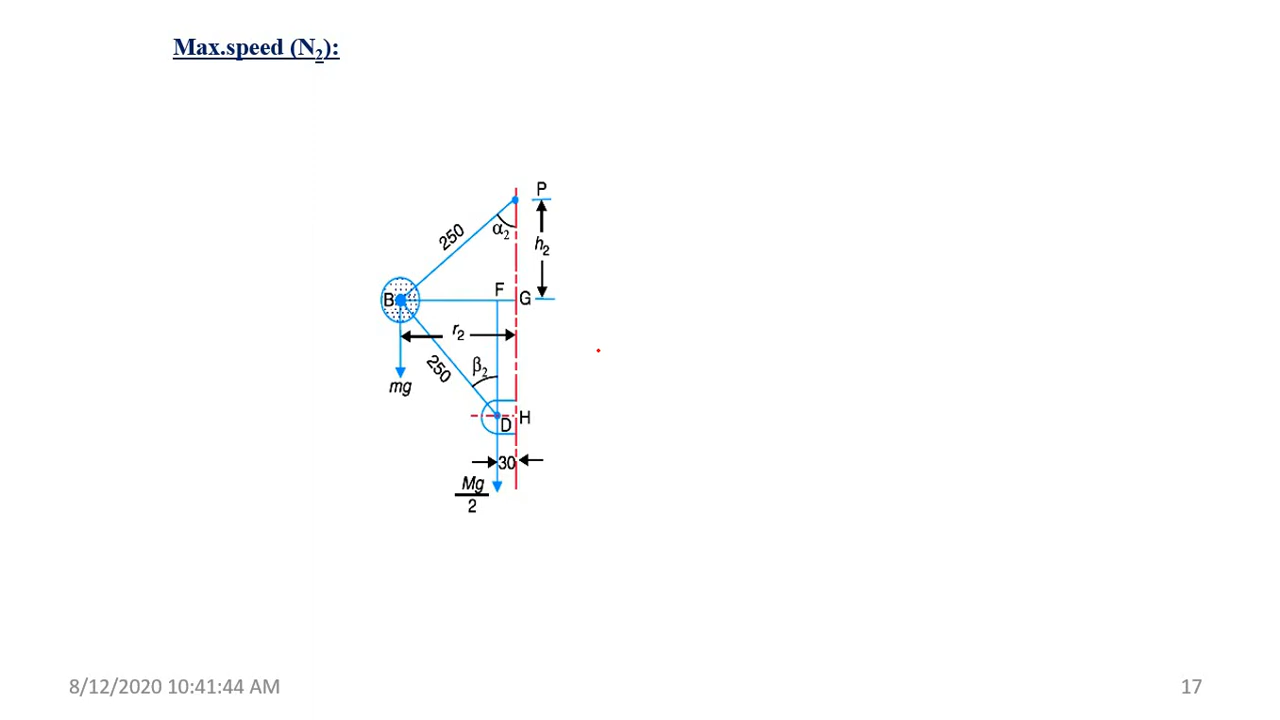 Max.speed (N₂):
P
250
α₂
h₂
B
F
G
r₂
250
β₂
mg
D
H
30
Mg
2
8/12/2020 10:41:44 AM
17